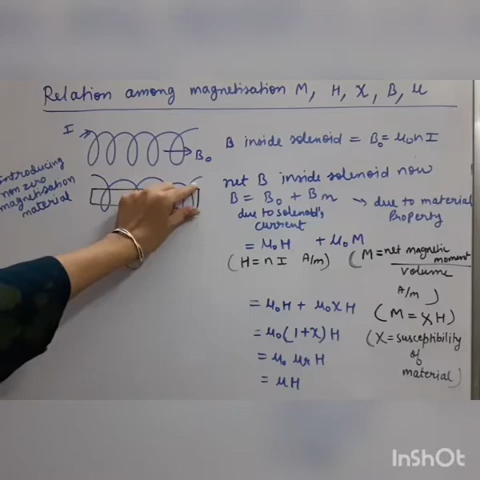 Relation among magnetisation M, H, χ, B, μ
I
B₀
B inside solenoid = B₀ = μ₀nI
introducing
non zero
magnetisation
material
net B inside solenoid now
B = B₀ + Bm → due to material
property
due to solenoid's
current
= μ₀H + μ₀M
(H = nI A/m)
(M = net magnetic
moment
volume
A/m)
= μ₀H + μ₀χH
(M = χH)
= μ₀(1+χ)H
(χ = susceptibility
of
material)
= μ₀ μr H
= μH
InShOt